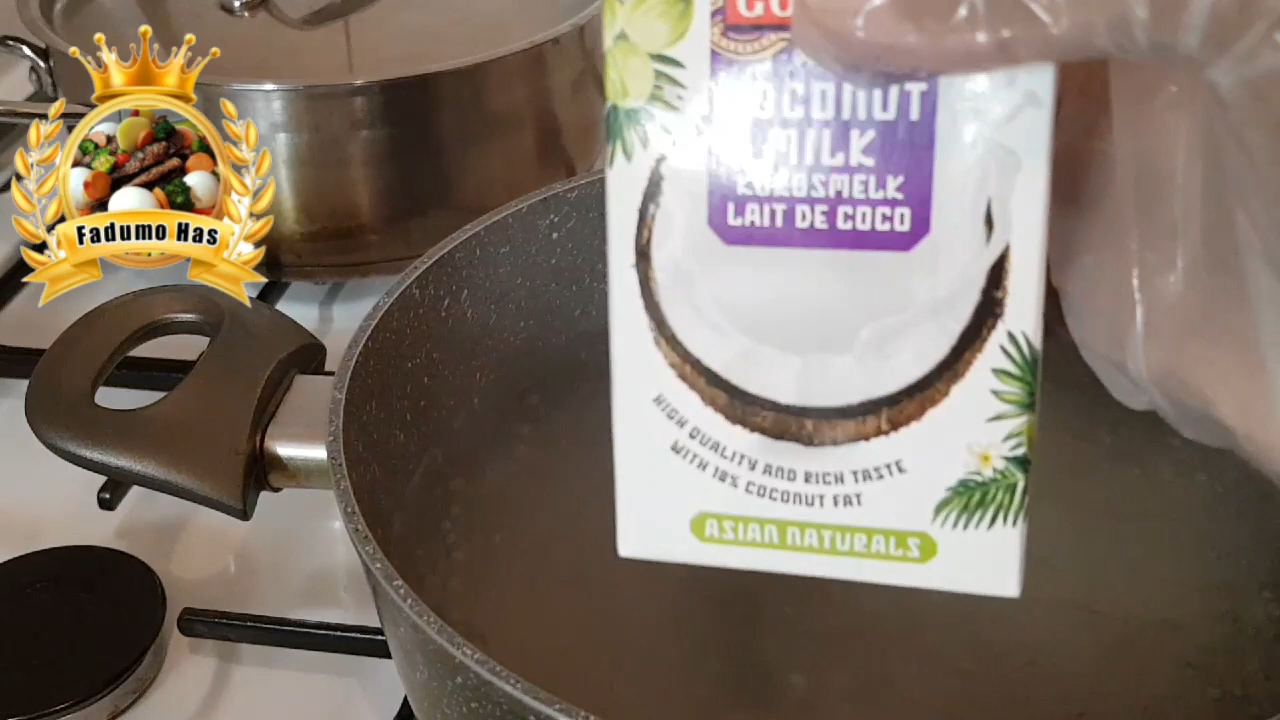 Fadumo Has
COCONUT
MILK
KOKOSMELK
LAIT DE COCO
HIGH QUALITY AND RICH TASTE
WITH 18% COCONUT FAT
ASIAN NATURALS